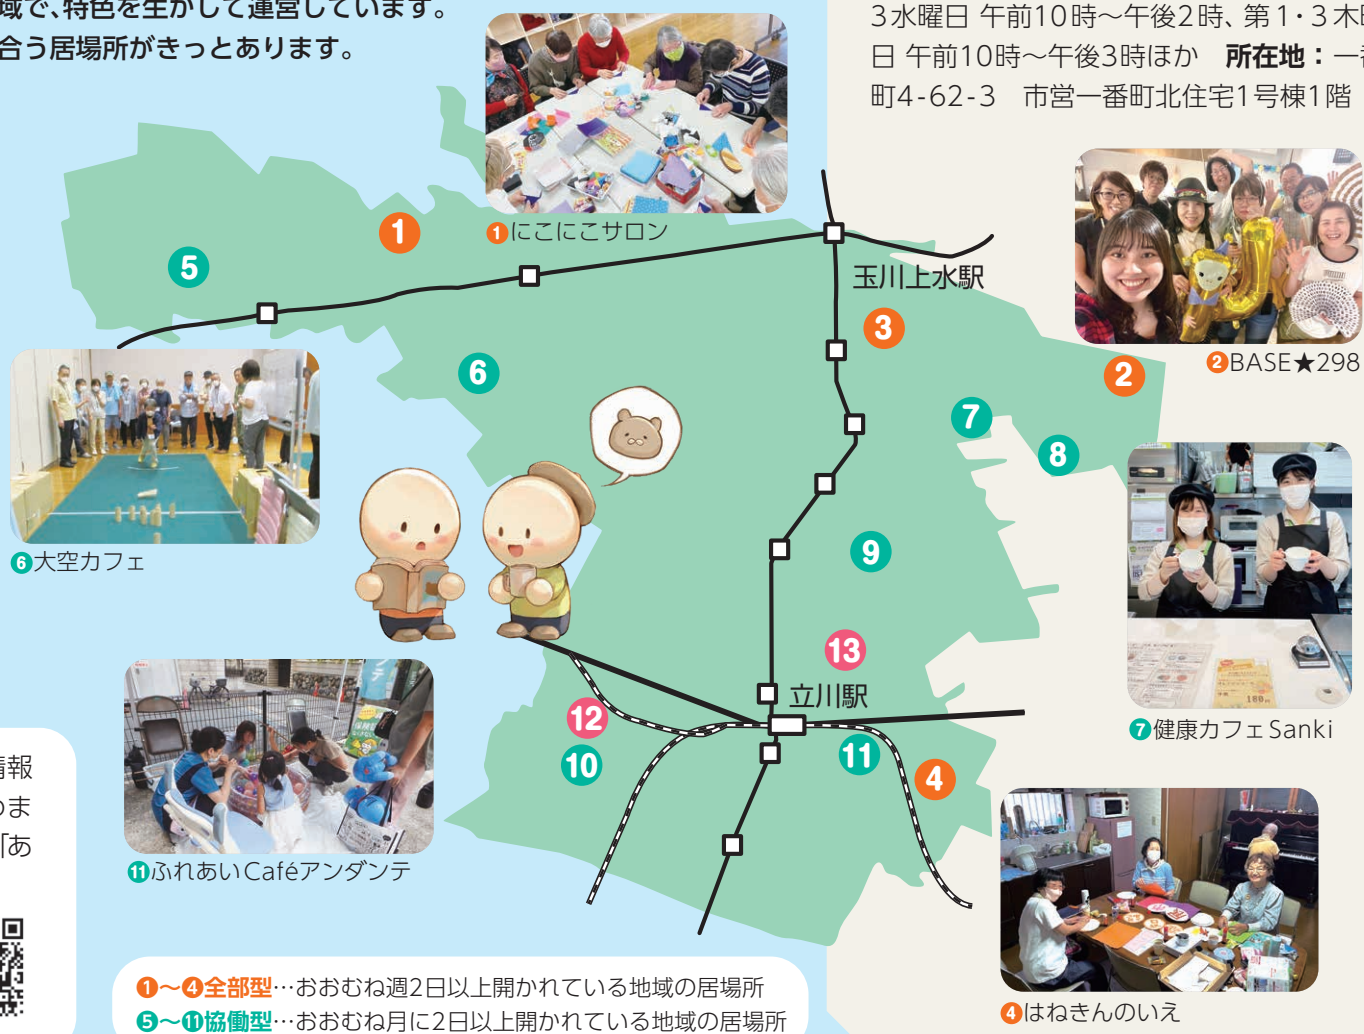 域で、特色を生かして運営しています。
合う居場所がきっとあります。
3水曜日 午前10時～午後2時、第1・3木曜
日 午前10時～午後3時ほか　所在地：一番
町4-62-3　市営一番町北住宅1号棟1階
❶にこにこサロン
1
5
玉川上水駅
3
2
❷BASE★298
6
7
8
❻大空カフェ
9
13
立川駅
12
10
11
4
❼健康カフェSanki
⓫ふれあいCaféアンダンテ
情報
りま
「あ
❹はねきんのいえ
❶～❹全部型…おおむね週2日以上開かれている地域の居場所
❺～⓫協働型…おおむね月に2日以上開かれている地域の居場所